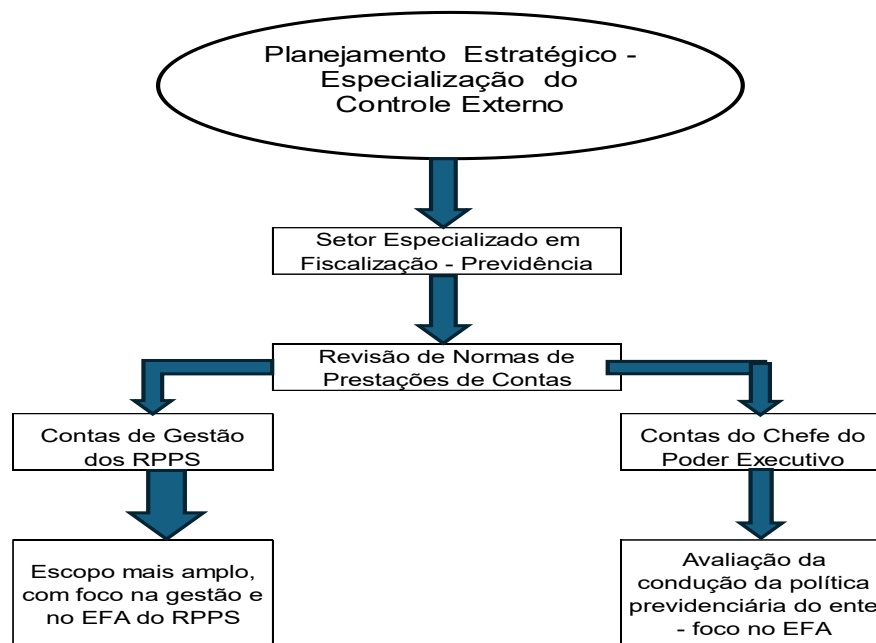 Planejamento Estratégico -
Especialização do
Controle Externo
Setor Especializado em
Fiscalização - Previdência
Revisão de Normas de
Prestações de Contas
Contas de Gestão
dos RPPS
Contas do Chefe do
Poder Executivo
Escopo mais amplo,
com foco na gestão e
no EFA do RPPS
Avaliação da
condução da política
previdenciária do ente
- foco no EFA